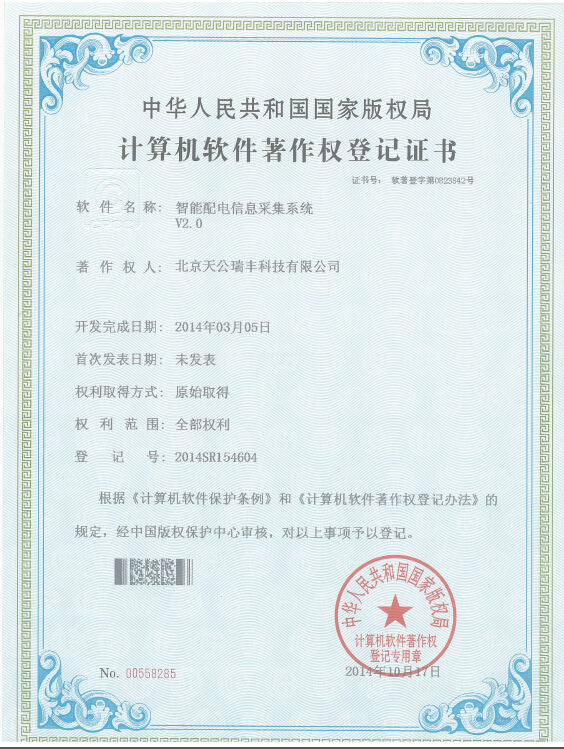 中华人民共和国国家版权局
计算机软件著作权登记证书
证书号： 软著登字第0823842号
软件名称： 智能配电信息采集系统
V2.0
著作权人： 北京天公瑞丰科技有限公司
开发完成日期： 2014年03月05日
首次发表日期： 未发表
权利取得方式： 原始取得
权利范围： 全部权利
登记号： 2014SR154604
根据《计算机软件保护条例》和《计算机软件著作权登记办法》的
规定，经中国版权保护中心审核，对以上事项予以登记。
中华人民共和国国家版权局
计算机软件著作权
登记专用章
No. 00559285
2014年10月17日